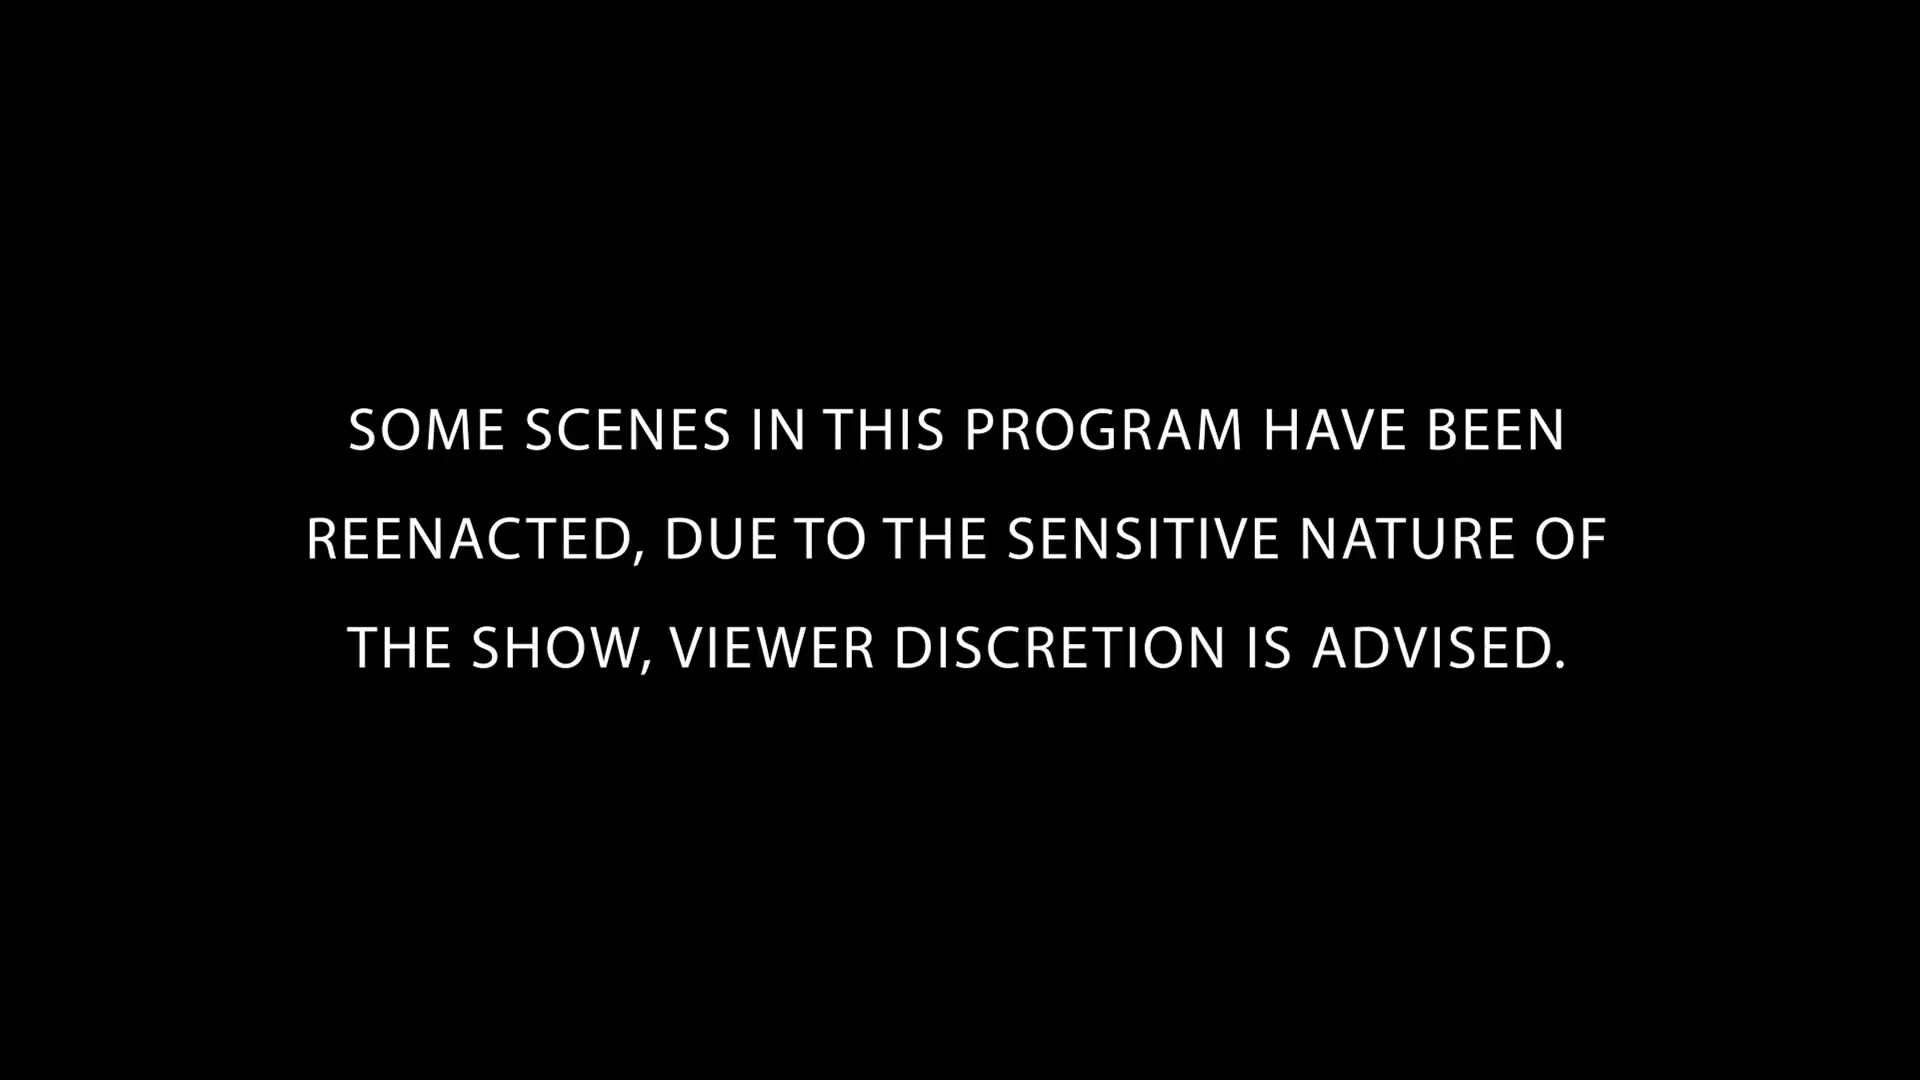 SOME SCENES IN THIS PROGRAM HAVE BEEN
REENACTED, DUE TO THE SENSITIVE NATURE OF
THE SHOW, VIEWER DISCRETION IS ADVISED.